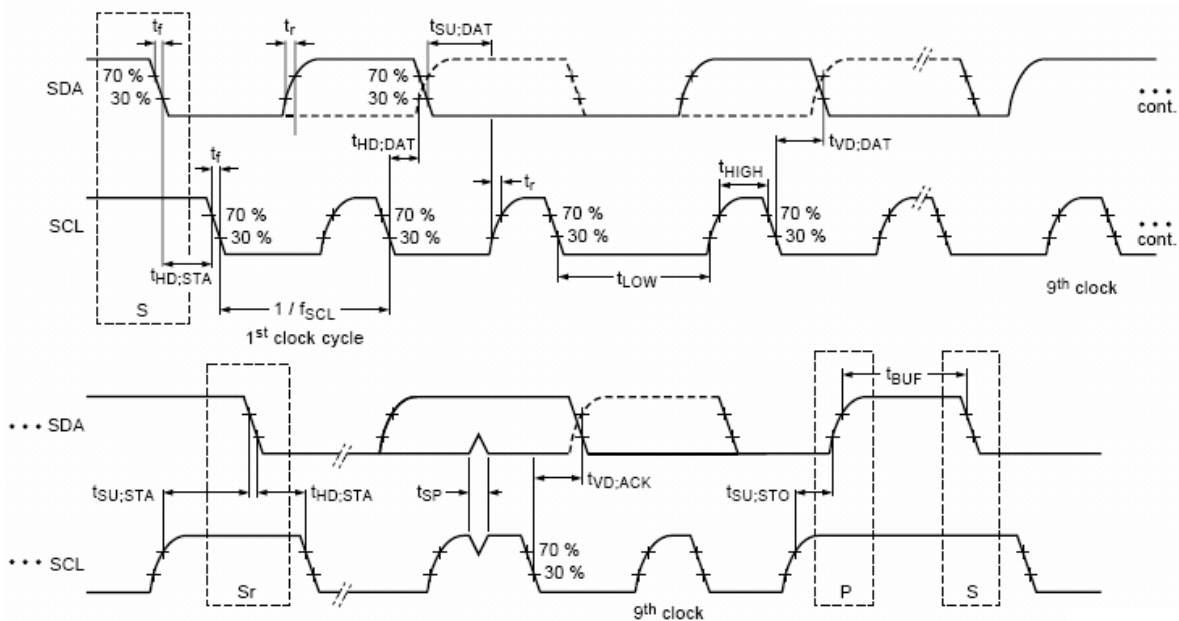 tf
tr
tSU;DAT
SDA
70 %
30 %
70 %
30 %
• • •
cont.
tf
tHD;DAT
tHIGH
tVD;DAT
tr
SCL
70 %
30 %
70 %
30 %
70 %
30 %
70 %
30 %
• • •
cont.
tHD;STA
tLOW
9th clock
S
1 / fSCL
1st clock cycle
tBUF
• • • SDA
tSU;STA
tHD;STA
tSP
tVD;ACK
tSU;STO
• • • SCL
70 %
30 %
Sr
9th clock
P
S